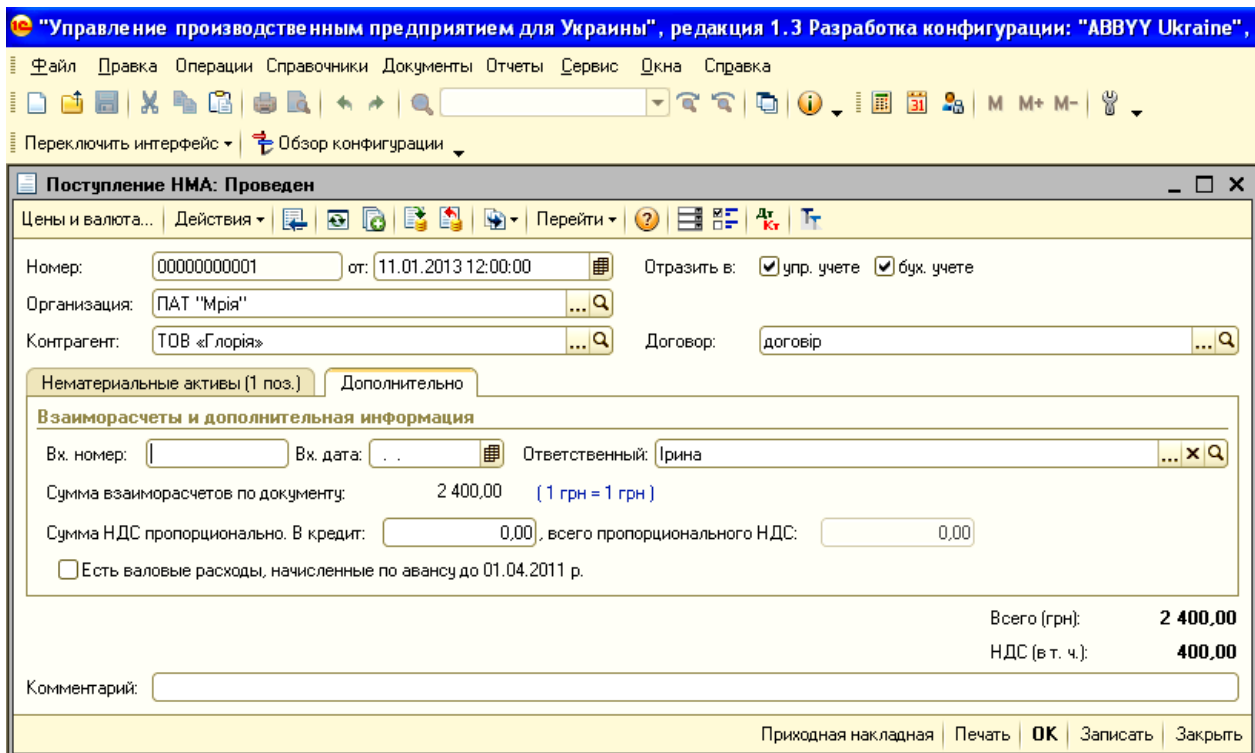 "Управление производственным предприятием для Украины", редакция 1.3 Разработка конфигурации: "ABBYY Ukraine",
Файл Правка Операции Справочники Документы Отчеты Сервис Окна Справка
M M+ M-
Переключить интерфейс Обзор конфигурации
Поступление НМА: Проведен
Цены и валюта... Действия Перейти Дт Кт
Номер: 00000000001 от: 11.01.2013 12:00:00 Отразить в: упр. учете бух. учете
Организация: ПАТ "Мрія" ...
Контрагент: ТОВ «Глорія» ... Договор: договір ...
Нематериальные активы (1 поз.) Дополнительно
Взаиморасчеты и дополнительная информация
Вх. номер: Вх. дата: . . Ответственный: Ірина ...
Сумма взаиморасчетов по документу: 2 400,00 ( 1 грн = 1 грн )
Сумма НДС пропорционально. В кредит: 0,00 , всего пропорционального НДС: 0,00
Есть валовые расходы, начисленные по авансу до 01.04.2011 р.
Всего (грн): 2 400,00
НДС (в т. ч.): 400,00
Комментарий:
Приходная накладная Печать OK Записать Закрыть